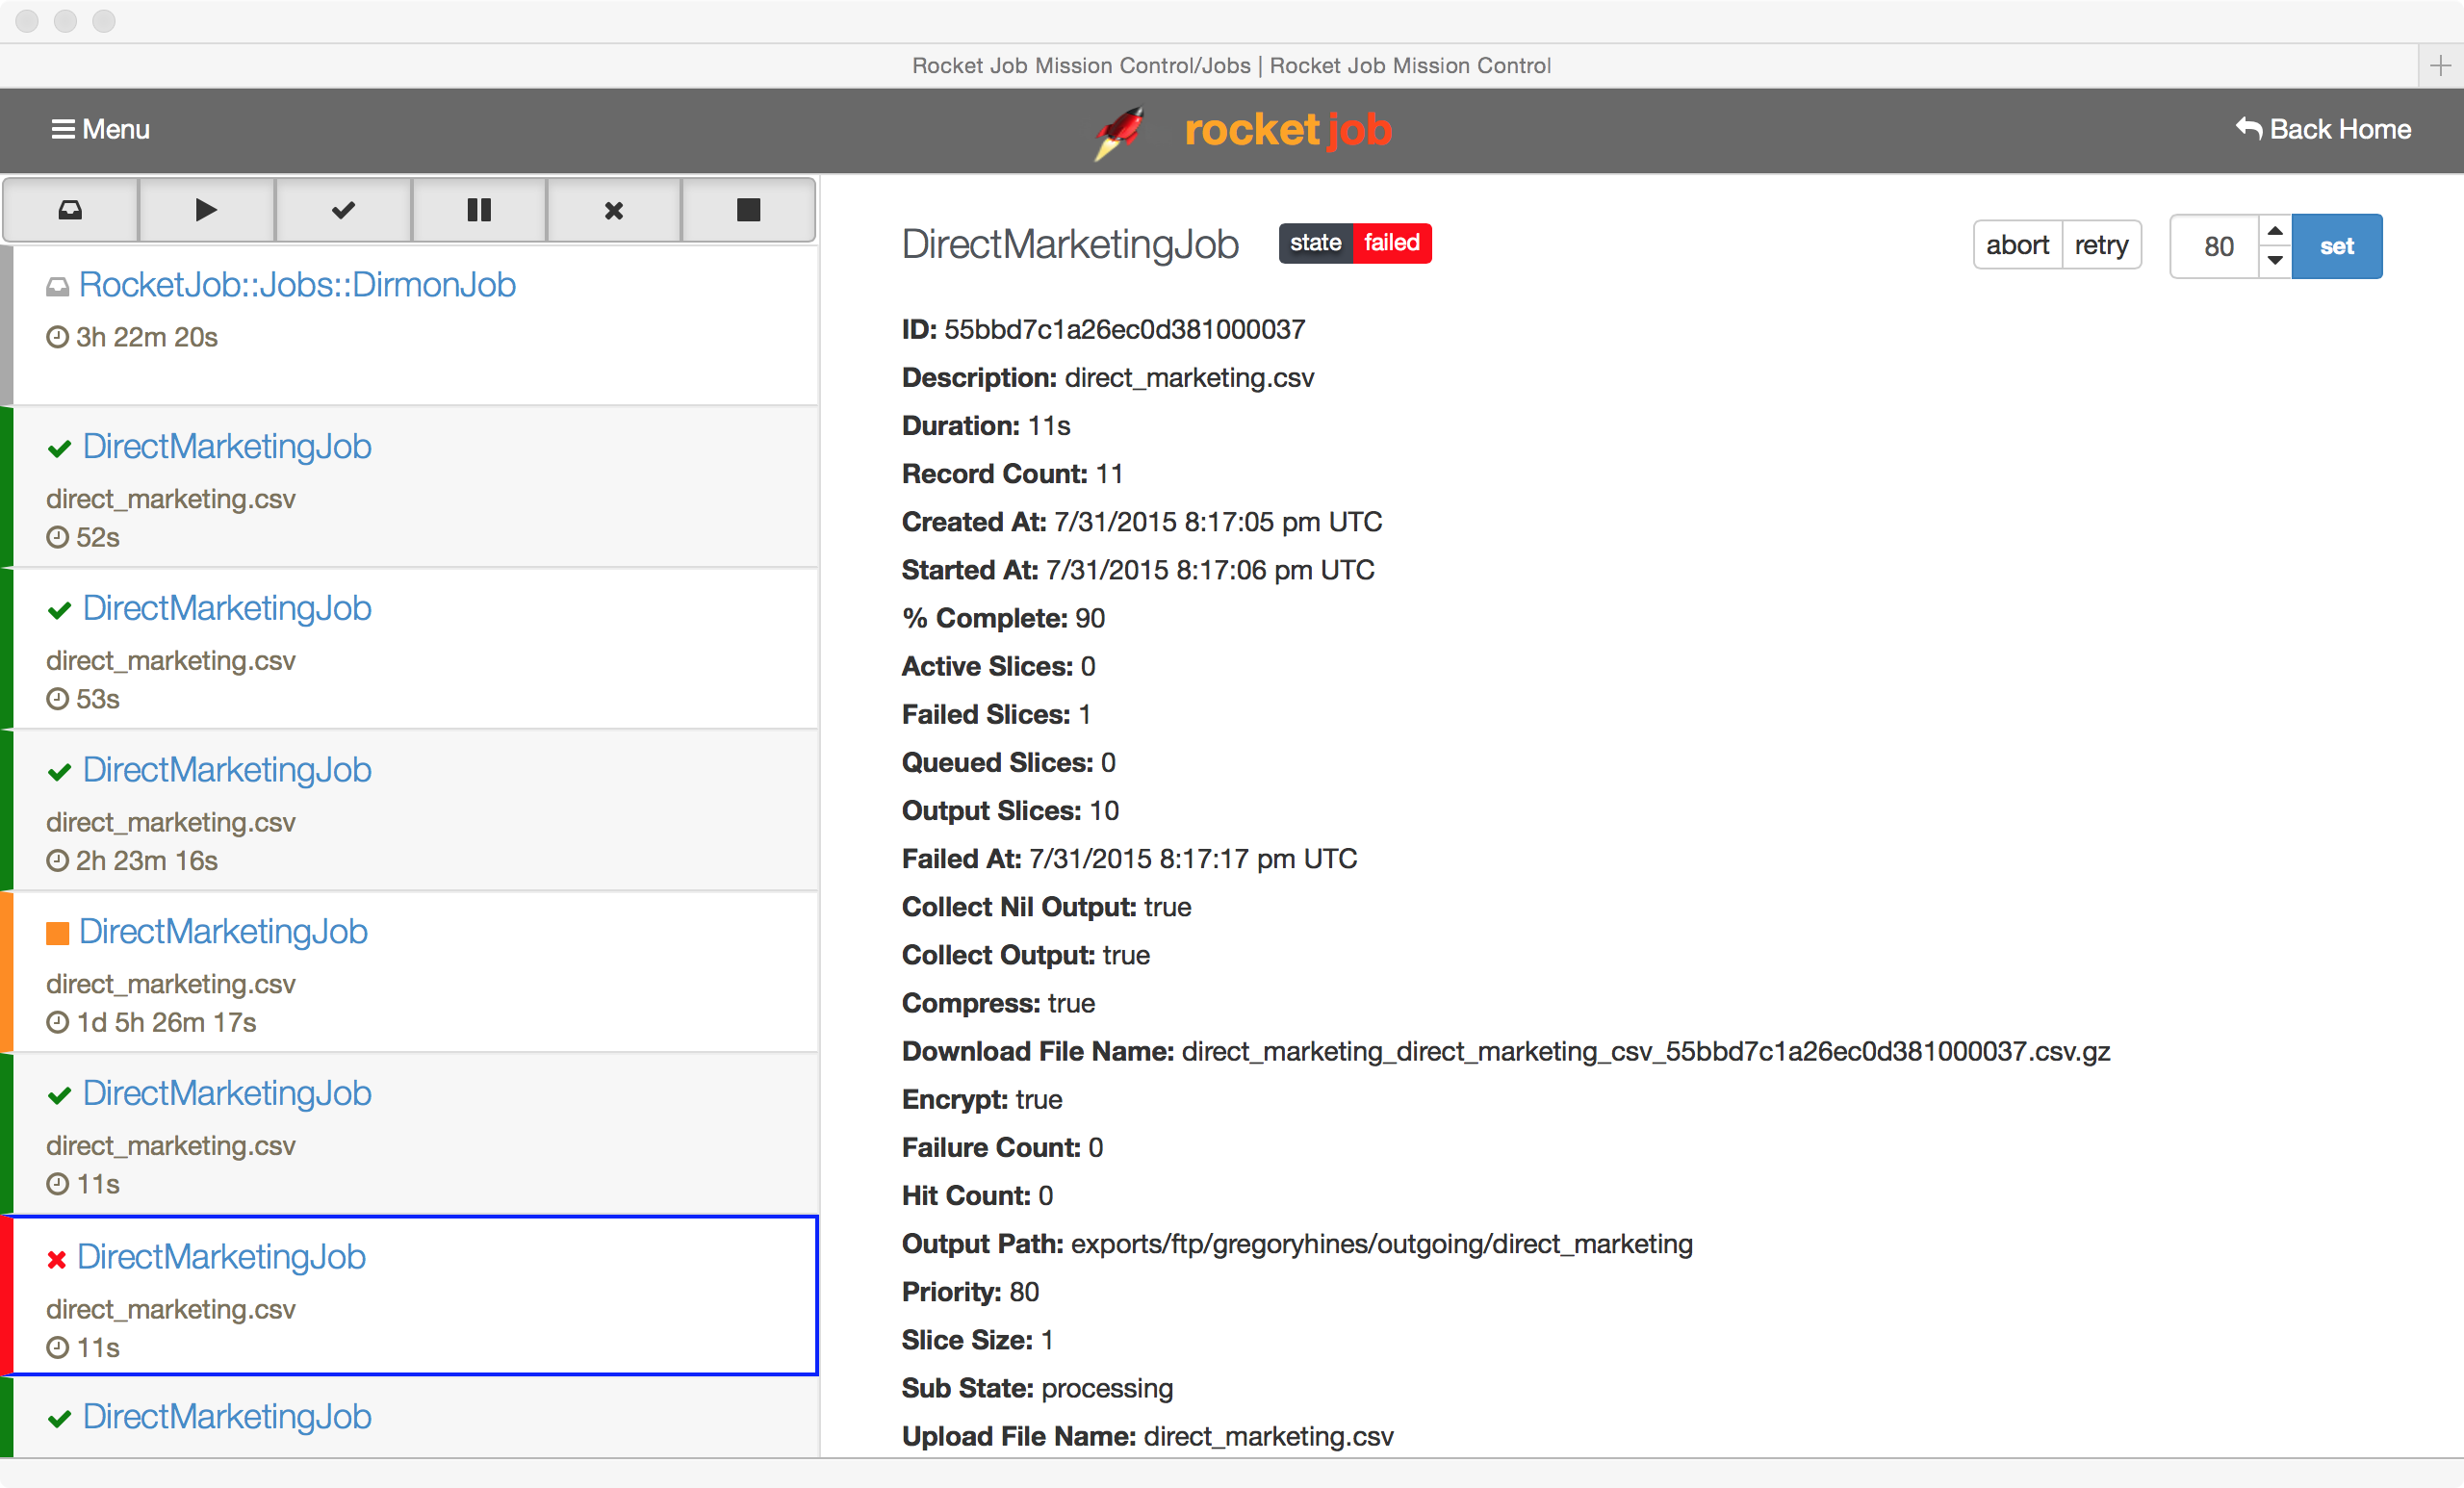 Rocket Job Mission Control/Jobs | Rocket Job Mission Control
Menu
rocket job
Back Home
RocketJob::Jobs::DirmonJob
3h 22m 20s
DirectMarketingJob
direct_marketing.csv
52s
DirectMarketingJob
direct_marketing.csv
53s
DirectMarketingJob
direct_marketing.csv
2h 23m 16s
DirectMarketingJob
direct_marketing.csv
1d 5h 26m 17s
DirectMarketingJob
direct_marketing.csv
11s
DirectMarketingJob
direct_marketing.csv
11s
DirectMarketingJob
DirectMarketingJob state failed abort retry 80 set
ID: 55bbd7c1a26ec0d381000037
Description: direct_marketing.csv
Duration: 11s
Record Count: 11
Created At: 7/31/2015 8:17:05 pm UTC
Started At: 7/31/2015 8:17:06 pm UTC
% Complete: 90
Active Slices: 0
Failed Slices: 1
Queued Slices: 0
Output Slices: 10
Failed At: 7/31/2015 8:17:17 pm UTC
Collect Nil Output: true
Collect Output: true
Compress: true
Download File Name: direct_marketing_direct_marketing_csv_55bbd7c1a26ec0d381000037.csv.gz
Encrypt: true
Failure Count: 0
Hit Count: 0
Output Path: exports/ftp/gregoryhines/outgoing/direct_marketing
Priority: 80
Slice Size: 1
Sub State: processing
Upload File Name: direct_marketing.csv